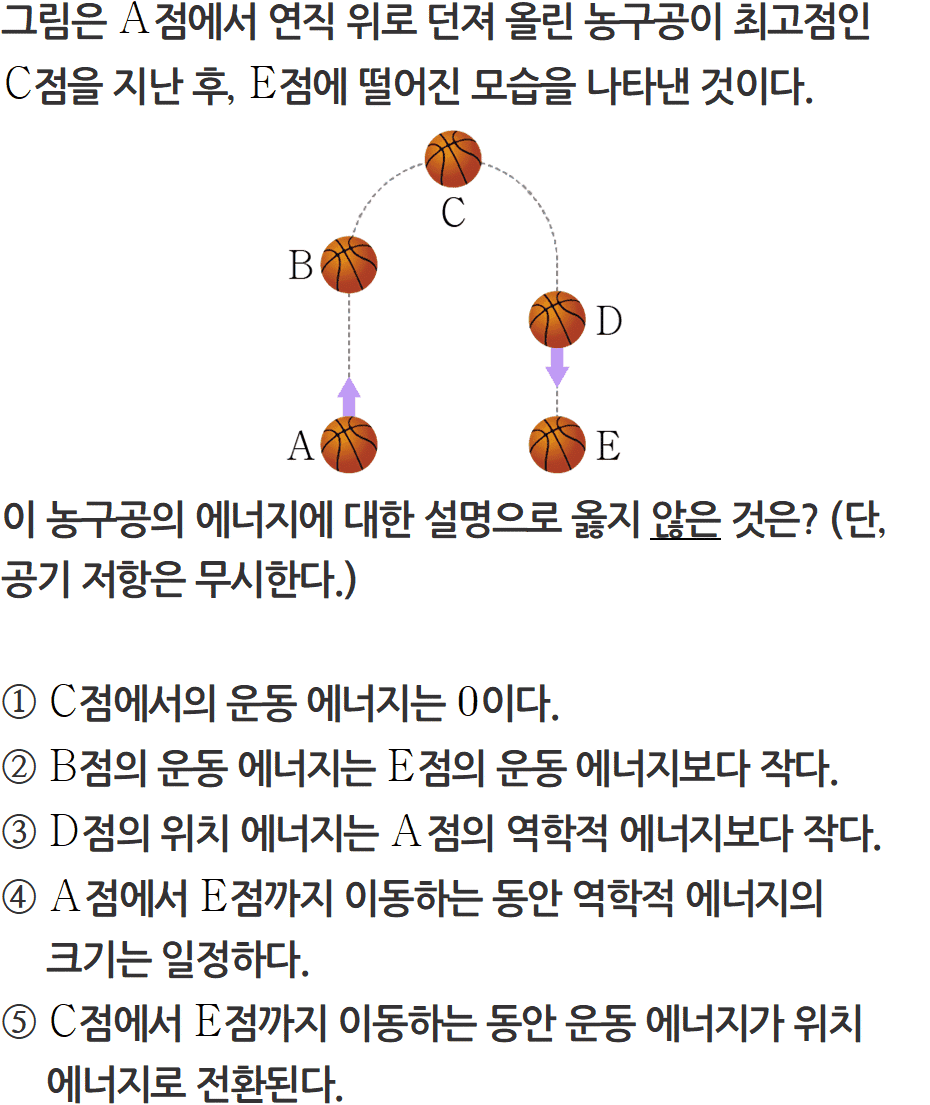 그림은 A점에서 연직 위로 던져 올린 농구공이 최고점인
C점을 지난 후, E점에 떨어진 모습을 나타낸 것이다.
C
B
D
A
E
이 농구공의 에너지에 대한 설명으로 옳지 않은 것은? (단,
공기 저항은 무시한다.)
① C점에서의 운동 에너지는 0이다.
② B점의 운동 에너지는 E점의 운동 에너지보다 작다.
③ D점의 위치 에너지는 A점의 역학적 에너지보다 작다.
④ A점에서 E점까지 이동하는 동안 역학적 에너지의
크기는 일정하다.
⑤ C점에서 E점까지 이동하는 동안 운동 에너지가 위치
에너지로 전환된다.